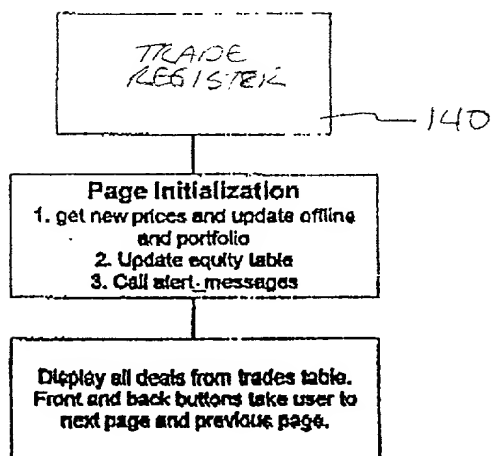 TRADE
REGISTER
140
Page Initialization
1. get new prices and update offline
and portfolio
2. Update equity table
3. Call alert_messages
Display all deals from trades table.
Front and back buttons take user to
next page and previous page.